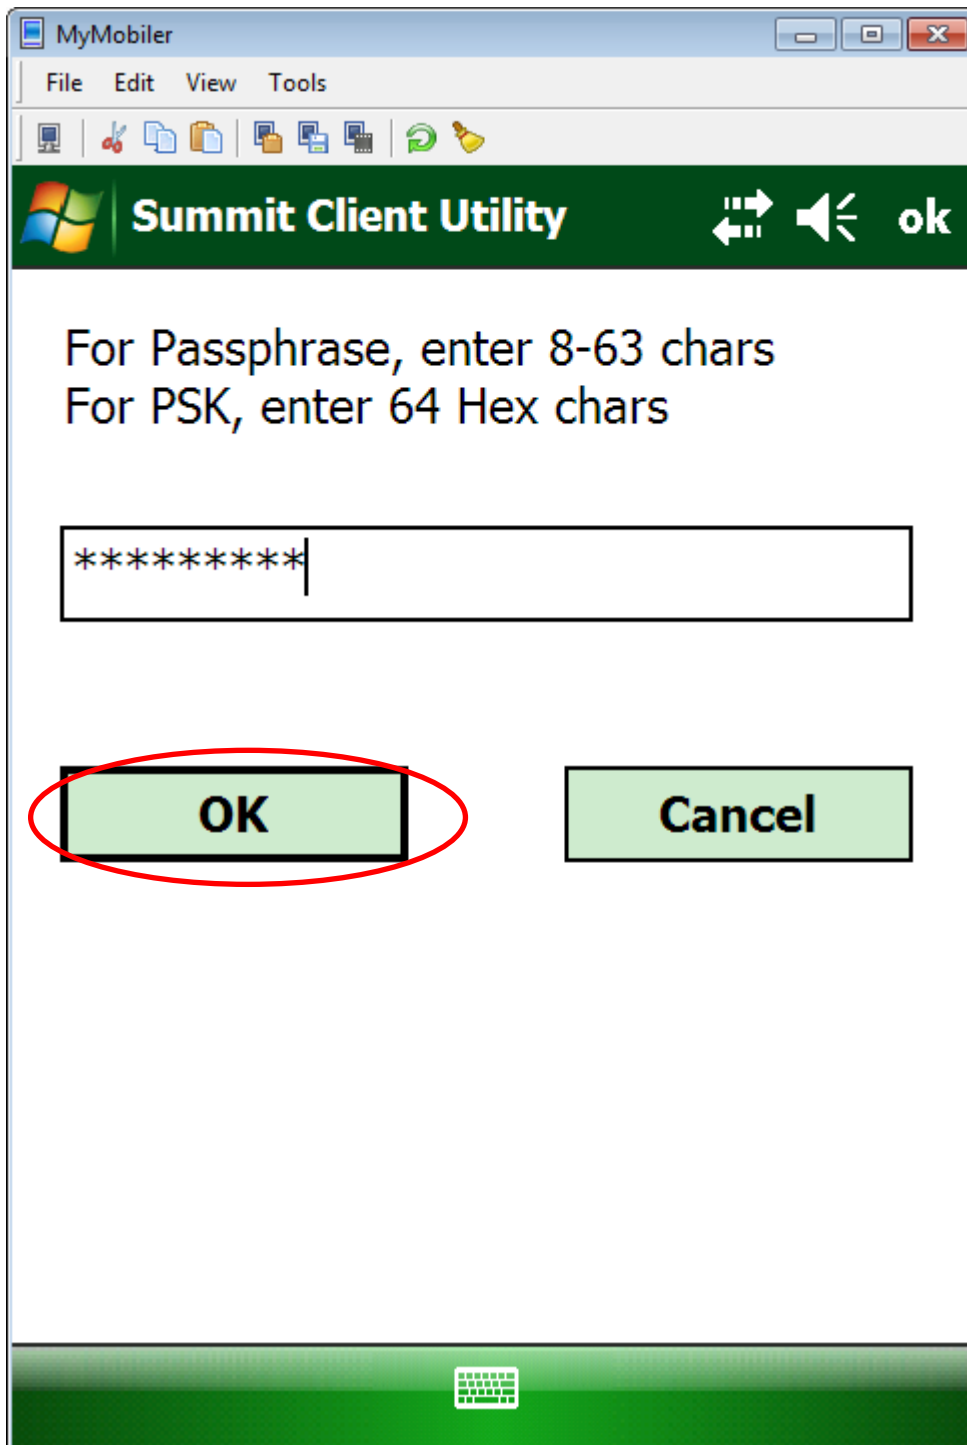 MyMobiler
File Edit View Tools
Summit Client Utility ok
For Passphrase, enter 8-63 chars
For PSK, enter 64 Hex chars
*********
OK Cancel